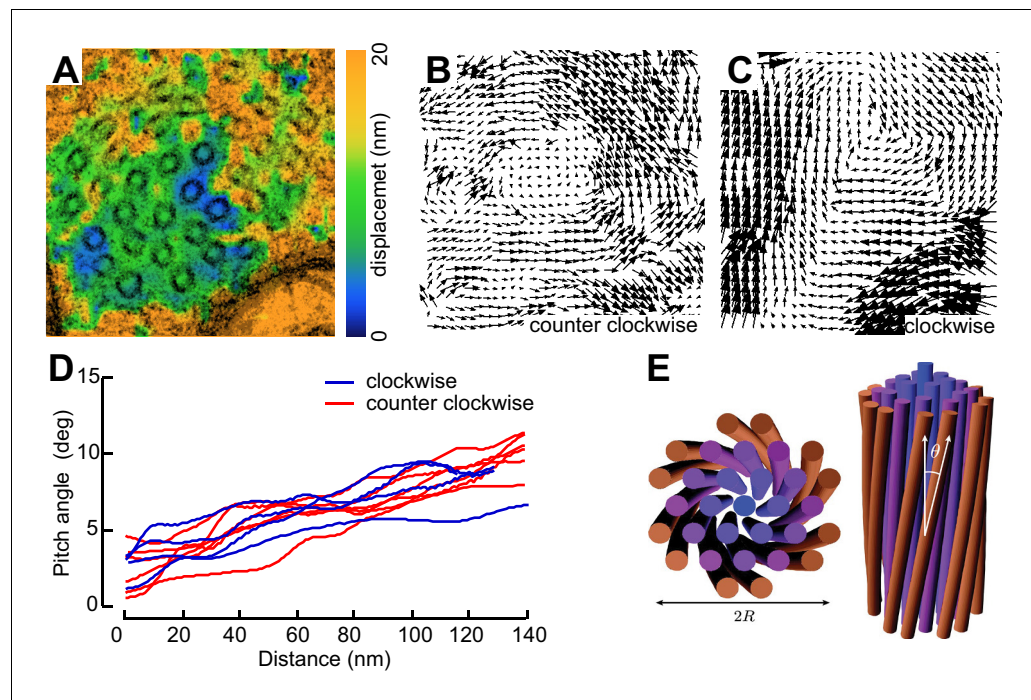 A
20
displacemet (nm)
0
B
counter clockwise
C
clockwise
D
15
10
5
0
Pitch angle (deg)
clockwise
counter clockwise
0 20 40 60 80 100 120 140
Distance (nm)
E
2R
θ